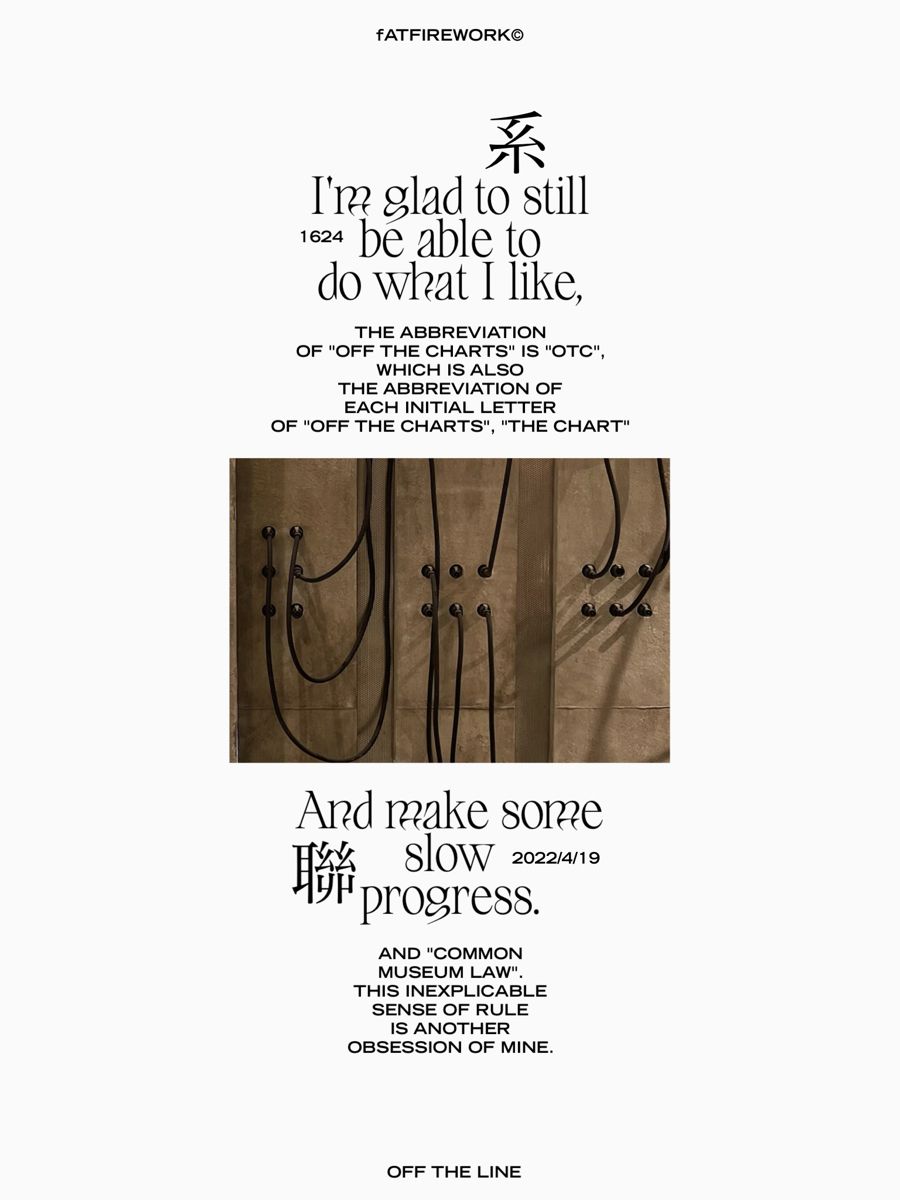 fATFIREWORK©
系
I'm glad to still
1624 be able to
do what I like,
THE ABBREVIATION
OF "OFF THE CHARTS" IS "OTC",
WHICH IS ALSO
THE ABBREVIATION OF
EACH INITIAL LETTER
OF "OFF THE CHARTS", "THE CHART"
And make some
slow 2022/4/19
聯
progress.
AND "COMMON
MUSEUM LAW".
THIS INEXPLICABLE
SENSE OF RULE
IS ANOTHER
OBSESSION OF MINE.
OFF THE LINE